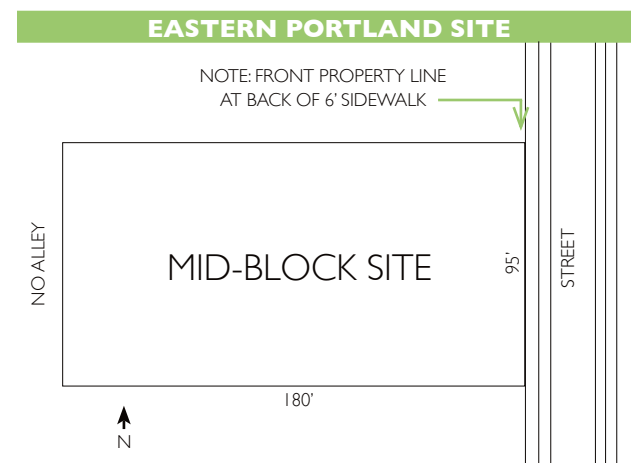 EASTERN PORTLAND SITE
NOTE: FRONT PROPERTY LINE
AT BACK OF 6' SIDEWALK
NO ALLEY
MID-BLOCK SITE
95'
STREET
180'
N